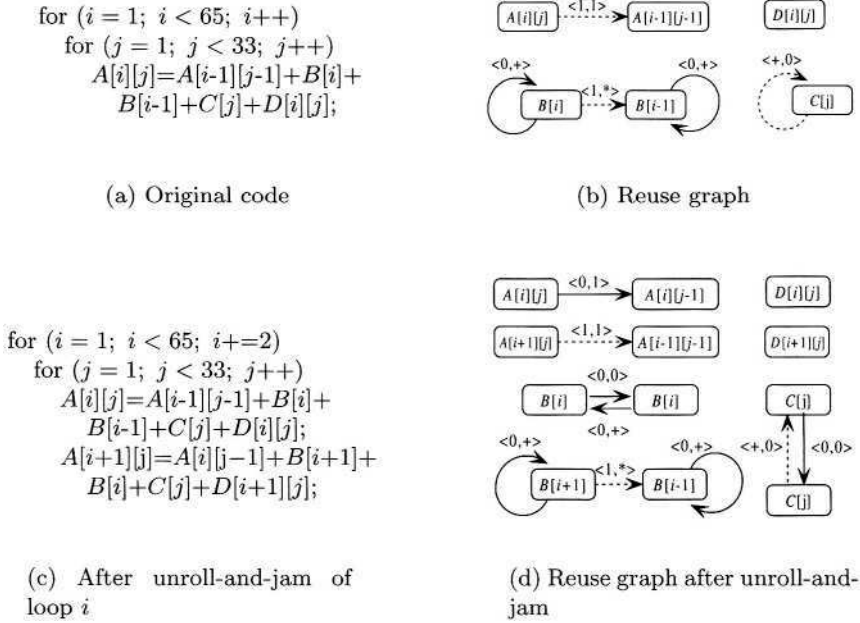 for (i = 1; i < 65; i++)
for (j = 1; j < 33; j++)
A[i][j]=A[i-1][j-1]+B[i]+
B[i-1]+C[j]+D[i][j];
(a) Original code
A[i][j]
<1,1>
A[i-1][j-1]
D[i][j]
<0,+>
B[i]
<1,*>
B[i-1]
<0,+>
<+,0>
C[j]
(b) Reuse graph
for (i = 1; i < 65; i+=2)
for (j = 1; j < 33; j++)
A[i][j]=A[i-1][j-1]+B[i]+
B[i-1]+C[j]+D[i][j];
A[i+1][j]=A[i][j−1]+B[i+1]+
B[i]+C[j]+D[i+1][j];
(c) After unroll-and-jam of
loop i
A[i][j]
<0,1>
A[i][j-1]
D[i][j]
A[i+1][j]
<1,1>
A[i-1][j-1]
D[i+1][j]
<0,0>
B[i]
B[i]
<0,+>
C[j]
<+,0>
<0,0>
C[j]
<0,+>
B[i+1]
<1,*>
B[i-1]
<0,+>
(d) Reuse graph after unroll-and-
jam